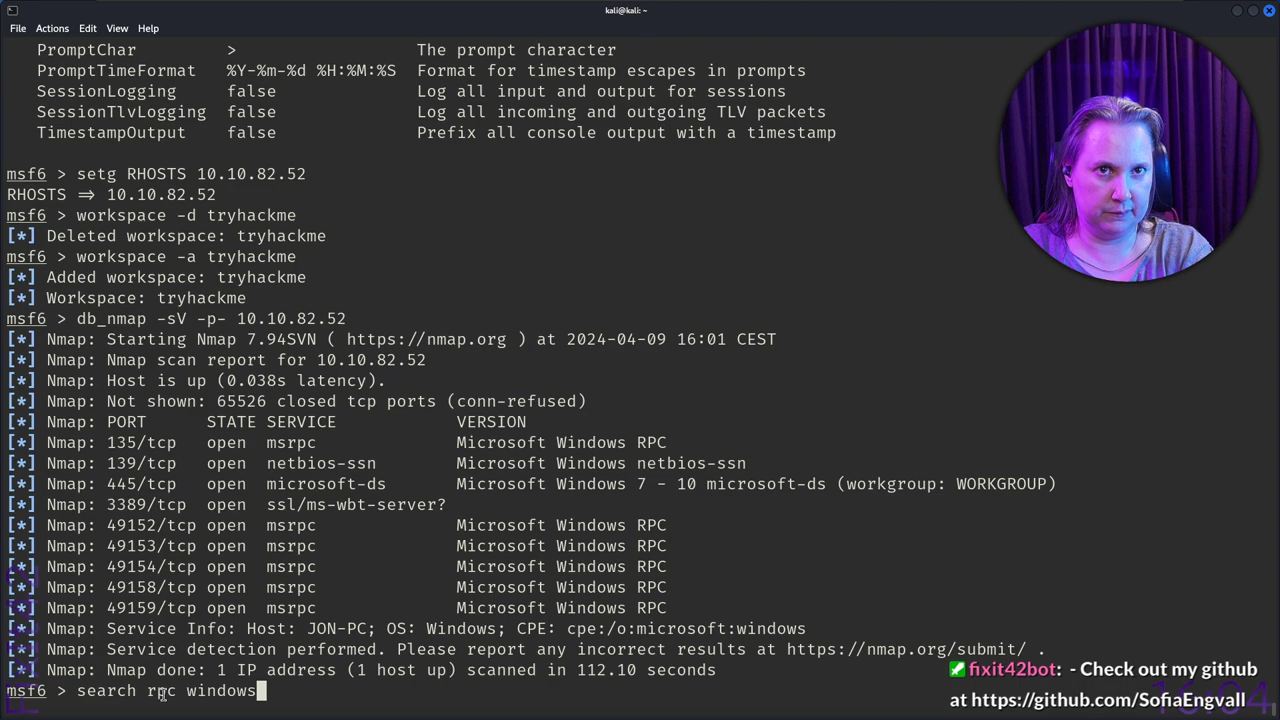 kali@kali: ~
File Actions Edit View Help
PromptChar > The prompt character
PromptTimeFormat %Y-%m-%d %H:%M:%S Format for timestamp escapes in prompts
SessionLogging false Log all input and output for sessions
SessionTlvLogging false Log all incoming and outgoing TLV packets
TimestampOutput false Prefix all console output with a timestamp
msf6 > setg RHOSTS 10.10.82.52
RHOSTS => 10.10.82.52
msf6 > workspace -d tryhackme
[*] Deleted workspace: tryhackme
msf6 > workspace -a tryhackme
[*] Added workspace: tryhackme
[*] Workspace: tryhackme
msf6 > db_nmap -sV -p- 10.10.82.52
[*] Nmap: Starting Nmap 7.94SVN ( https://nmap.org ) at 2024-04-09 16:01 CEST
[*] Nmap: Nmap scan report for 10.10.82.52
[*] Nmap: Host is up (0.038s latency).
[*] Nmap: Not shown: 65526 closed tcp ports (conn-refused)
[*] Nmap: PORT STATE SERVICE VERSION
[*] Nmap: 135/tcp open msrpc Microsoft Windows RPC
[*] Nmap: 139/tcp open netbios-ssn Microsoft Windows netbios-ssn
[*] Nmap: 445/tcp open microsoft-ds Microsoft Windows 7 - 10 microsoft-ds (workgroup: WORKGROUP)
[*] Nmap: 3389/tcp open ssl/ms-wbt-server?
[*] Nmap: 49152/tcp open msrpc Microsoft Windows RPC
[*] Nmap: 49153/tcp open msrpc Microsoft Windows RPC
[*] Nmap: 49154/tcp open msrpc Microsoft Windows RPC
[*] Nmap: 49158/tcp open msrpc Microsoft Windows RPC
[*] Nmap: 49159/tcp open msrpc Microsoft Windows RPC
[*] Nmap: Service Info: Host: JON-PC; OS: Windows; CPE: cpe:/o:microsoft:windows
[*] Nmap: Service detection performed. Please report any incorrect results at https://nmap.org/submit/ .
[*] Nmap: Nmap done: 1 IP address (1 host up) scanned in 112.10 seconds
msf6 > search rpc windows
fixit42bot: - Check out my github
at https://github.com/SofiaEngvall
16:04